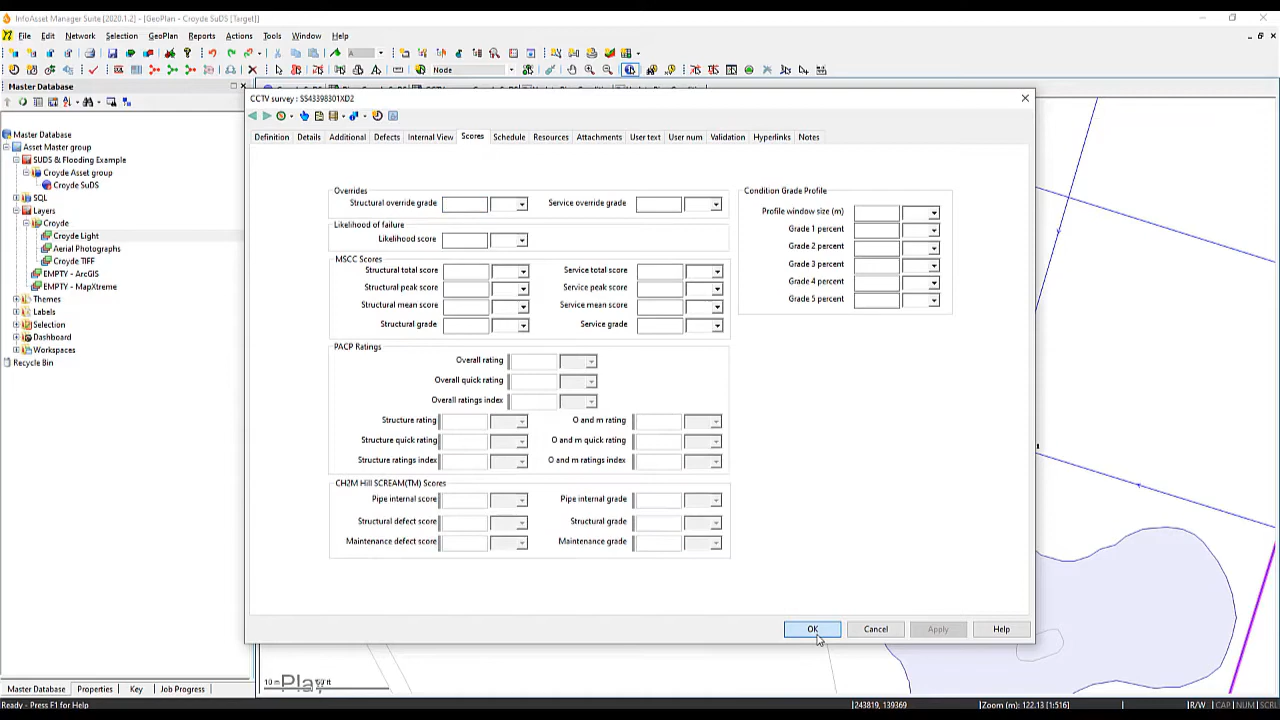 InfoAsset Manager Suite [2020.1.2] - [GeoPlan - Croyde SuDS [Target]]
File Edit Network Selection GeoPlan Reports Actions Tools Window Help
A
Node
Master Database
Master Database
Asset Master group
SUDS & Flooding Example
Croyde Asset group
Croyde SuDS
SQL
Layers
Croyde
Croyde Light
Aerial Photographs
Croyde TIFF
EMPTY - ArcGIS
EMPTY - MapXtreme
Themes
Labels
Selection
Dashboard
Workspaces
Recycle Bin
CCTV survey : SS43398301XD2
Definition Details Additional Defects Internal View Scores Schedule Resources Attachments User text User num Validation Hyperlinks Notes
Overrides
Structural override grade Service override grade
Likelihood of failure
Likelihood score
MSCC Scores
Structural total score Service total score
Structural peak score Service peak score
Structural mean score Service mean score
Structural grade Service grade
PACP Ratings
Overall rating
Overall quick rating
Overall ratings index
Structure rating O and m rating
Structure quick rating O and m quick rating
Structure ratings index O and m ratings index
CH2M Hill SCREAM(TM) Scores
Pipe internal score Pipe internal grade
Structural defect score Structural grade
Maintenance defect score Maintenance grade
Condition Grade Profile
Profile window size (m)
Grade 1 percent
Grade 2 percent
Grade 3 percent
Grade 4 percent
Grade 5 percent
OK Cancel Apply Help
10 m Play ft
Master Database Properties Key Job Progress
Ready - Press F1 for Help 243819, 139369 Zoom (m): 122.13 [1:516] R/W CAP NUM SCRL